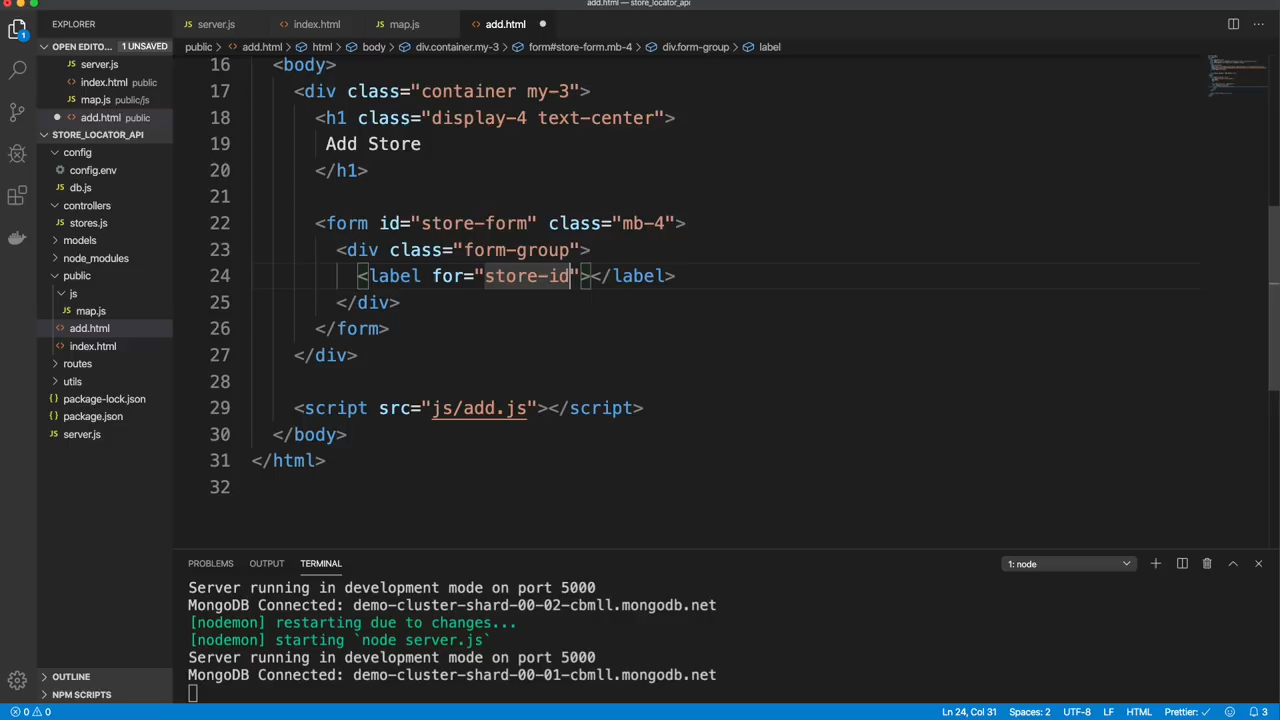 add.html — store_locator_api
EXPLORER
server.js
index.html
map.js
add.html
OPEN EDITO... 1 UNSAVED
public > add.html > html > body > div.container.my-3 > form#store-form.mb-4 > div.form-group > label
server.js
index.html public
map.js public/js
add.html public
STORE_LOCATOR_API
config
config.env
db.js
controllers
stores.js
models
node_modules
public
js
map.js
add.html
index.html
routes
utils
package-lock.json
package.json
server.js
OUTLINE
NPM SCRIPTS
16 <body>
17 <div class="container my-3">
18 <h1 class="display-4 text-center">
19 Add Store
20 </h1>
21
22 <form id="store-form" class="mb-4">
23 <div class="form-group">
24 <label for="store-id"></label>
25 </div>
26 </form>
27 </div>
28
29 <script src="js/add.js"></script>
30 </body>
31 </html>
32
PROBLEMS OUTPUT TERMINAL 1: node
Server running in development mode on port 5000
MongoDB Connected: demo-cluster-shard-00-02-cbmll.mongodb.net
[nodemon] restarting due to changes...
[nodemon] starting `node server.js`
Server running in development mode on port 5000
MongoDB Connected: demo-cluster-shard-00-01-cbmll.mongodb.net
0 0 Ln 24, Col 31 Spaces: 2 UTF-8 LF HTML Prettier: ✓ 3